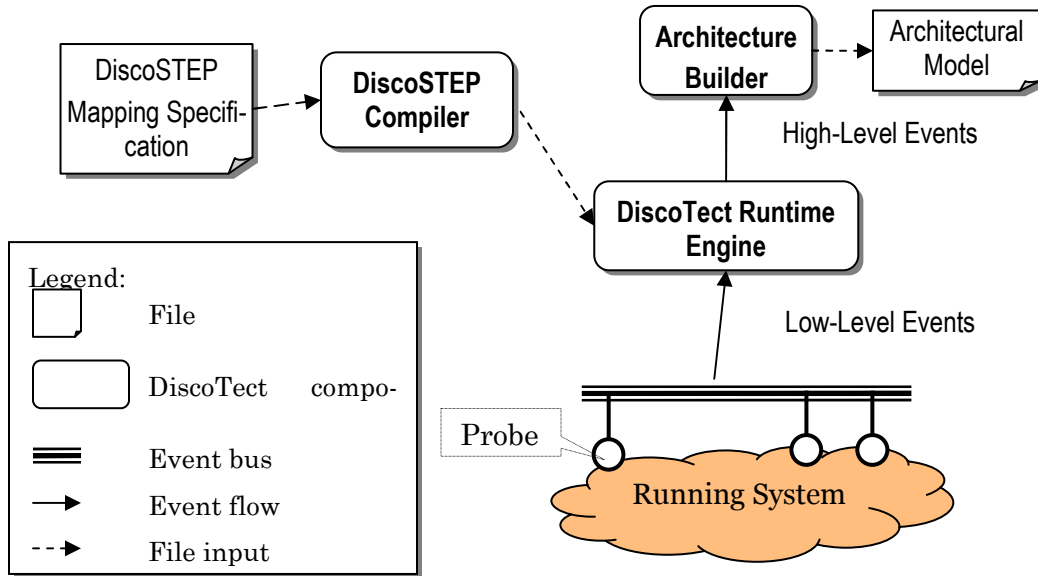 DiscoSTEP
Mapping Specifi-
cation
DiscoSTEP
Compiler
Architecture
Builder
Architectural
Model
High-Level Events
DiscoTect Runtime
Engine
Low-Level Events
Legend:
File
DiscoTect compo-
Event bus
Event flow
File input
Probe
Running System